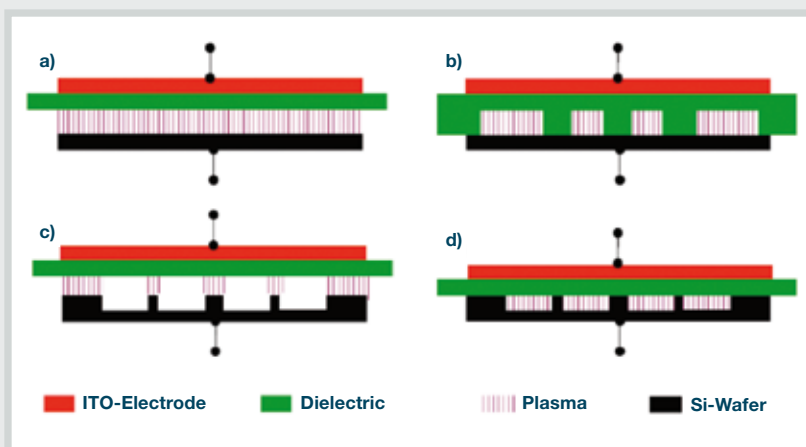 a)
b)
c)
d)
ITO-Electrode
Dielectric
Plasma
Si-Wafer